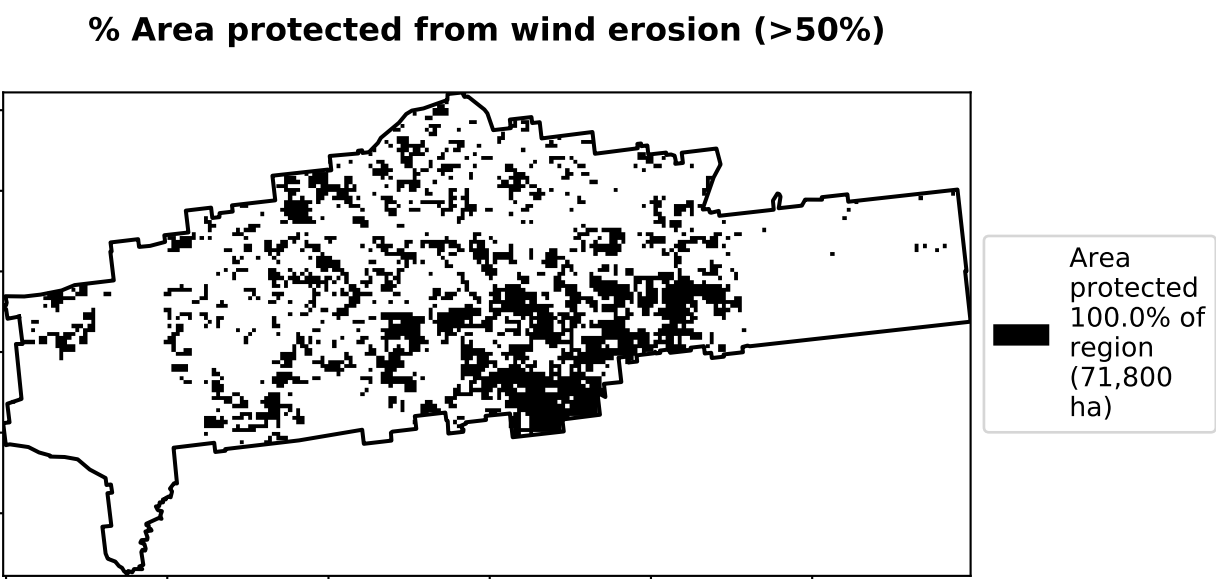 % Area protected from wind erosion (>50%)
Area
protected
100.0% of
region
(71,800
ha)